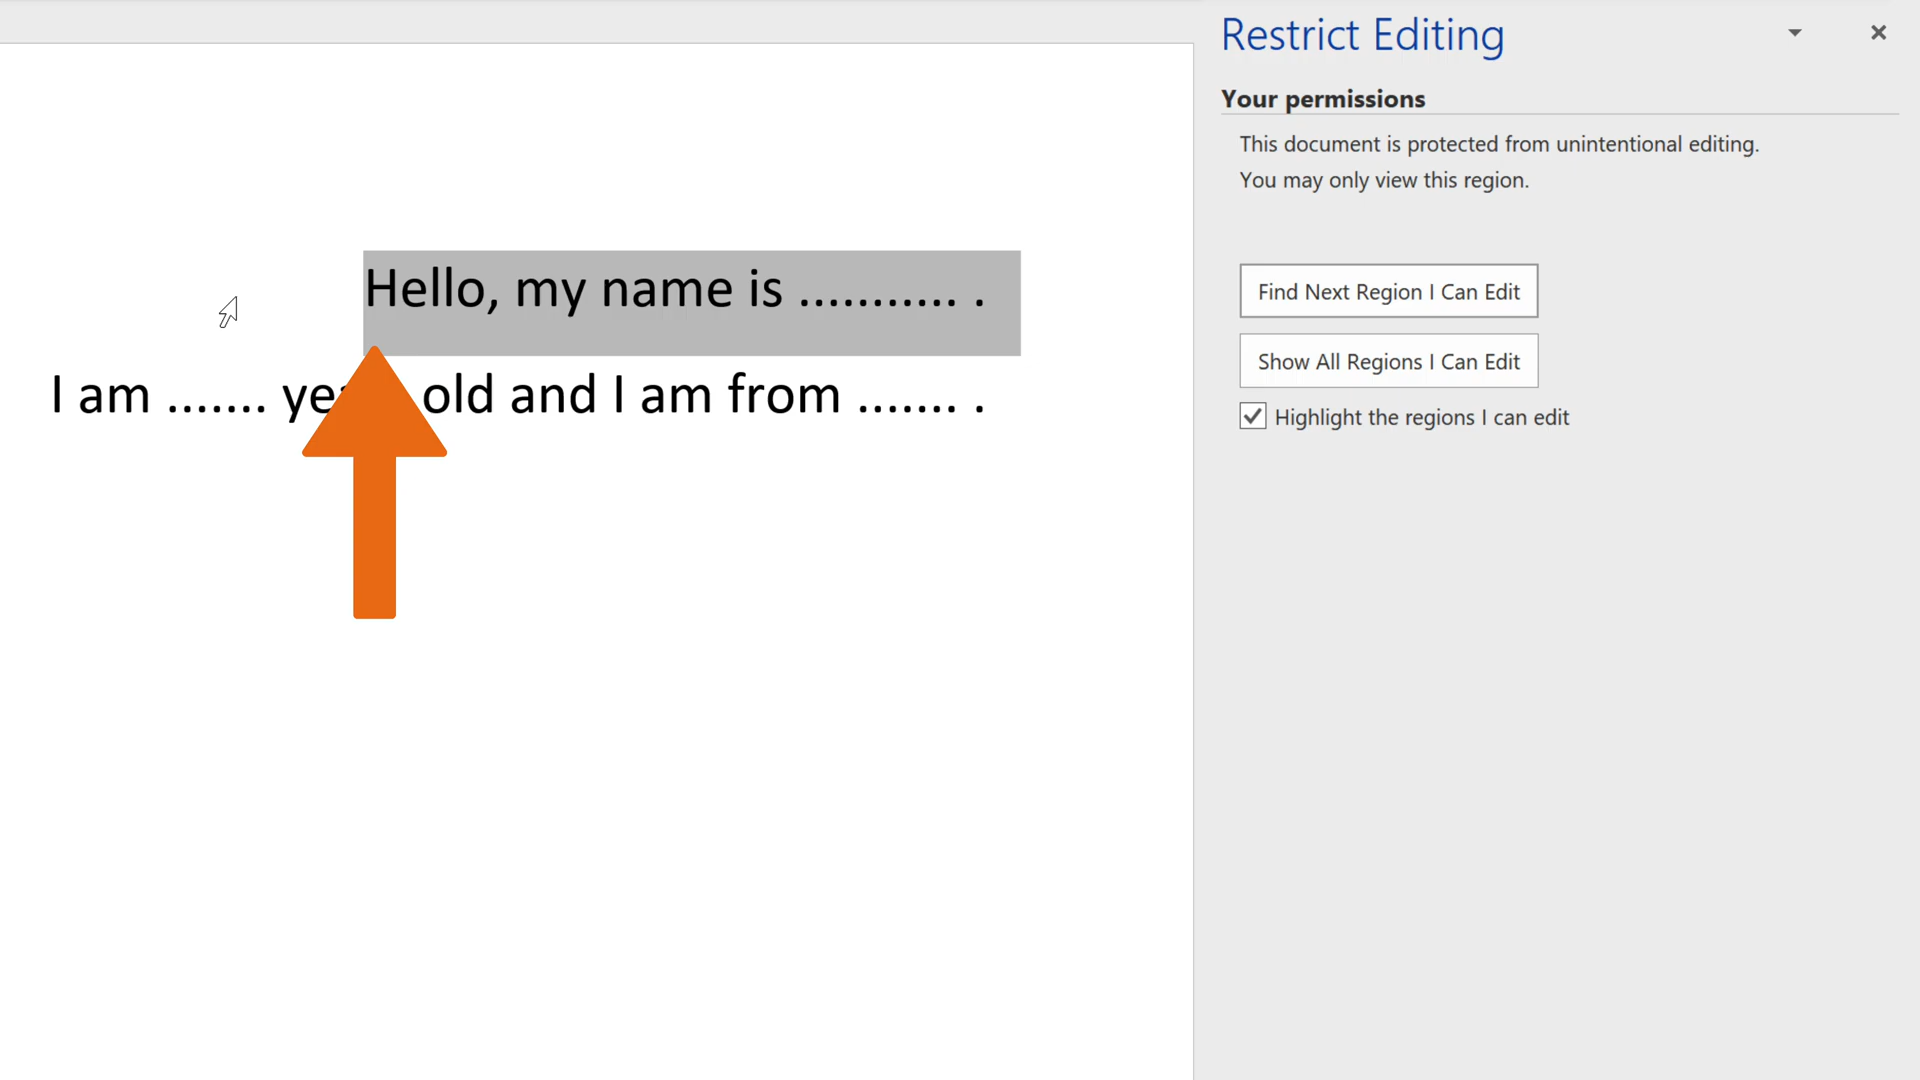 Restrict Editing
Your permissions
This document is protected from unintentional editing.
You may only view this region.
Find Next Region I Can Edit
Show All Regions I Can Edit
Highlight the regions I can edit
Hello, my name is ........... .
I am ....... old and I am from ....... .